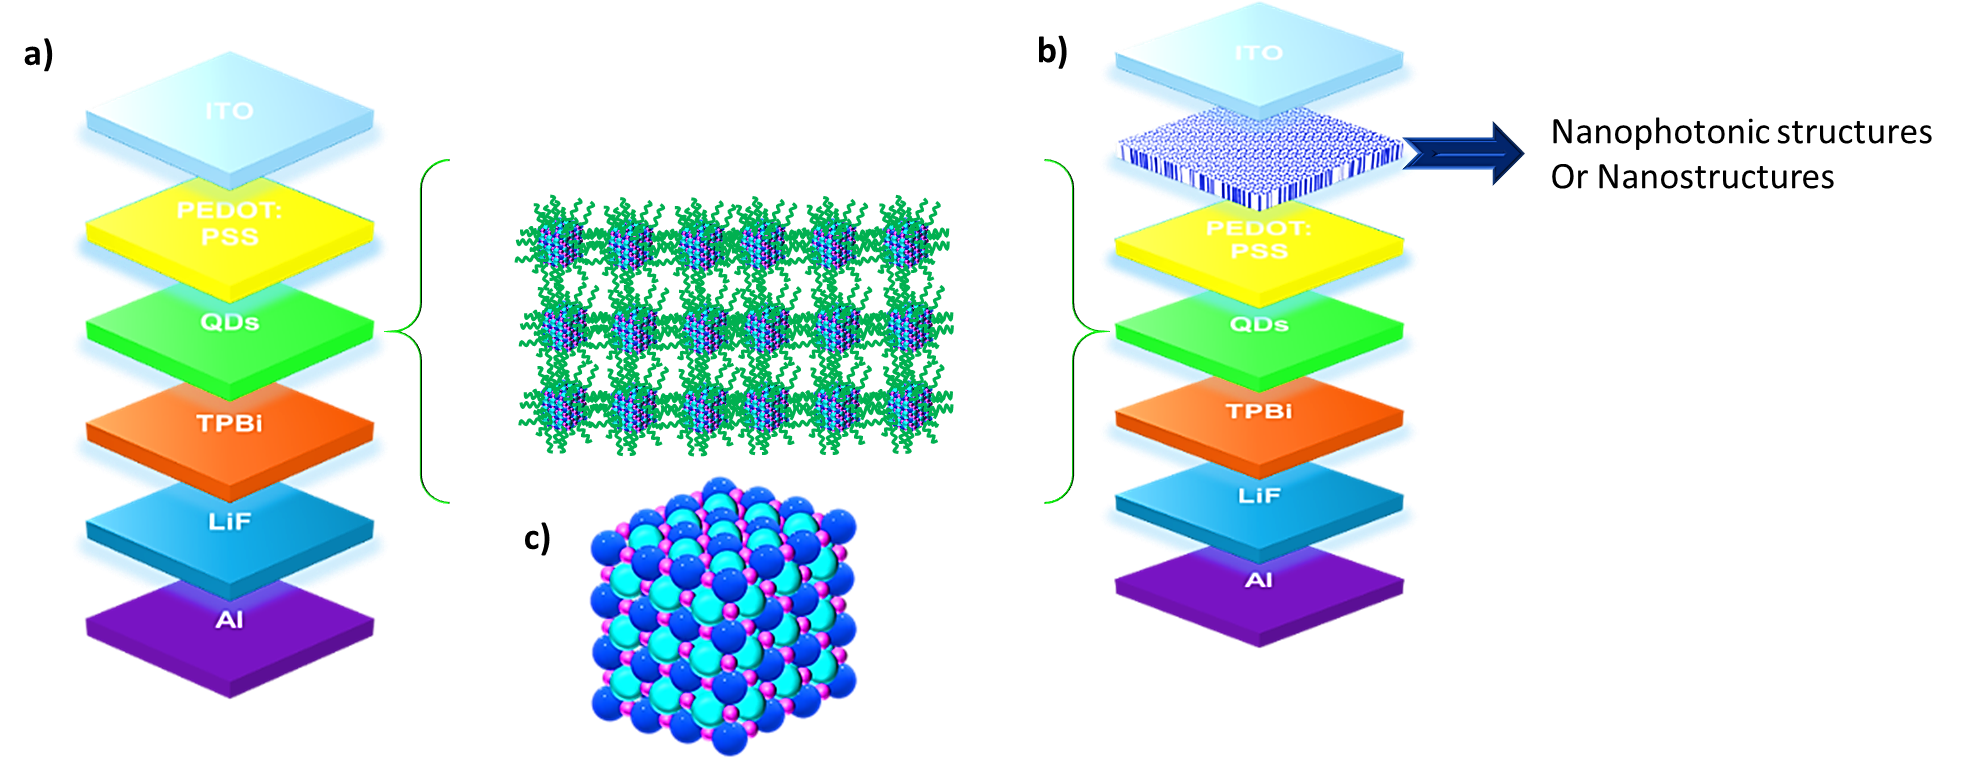 a)
ITO
PEDOT:
PSS
QDs
TPBi
LiF
Al
c)
b)
ITO
Nanophotonic structures
Or Nanostructures
PEDOT:
PSS
QDs
TPBi
LiF
Al